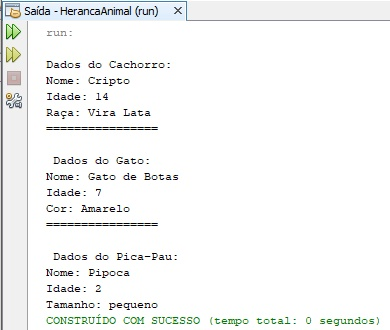 Saída - HerancaAnimal (run) X
run:
Dados do Cachorro:
Nome: Cripto
Idade: 14
Raça: Vira Lata
================
Dados do Gato:
Nome: Gato de Botas
Idade: 7
Cor: Amarelo
================
Dados do Pica-Pau:
Nome: Pipoca
Idade: 2
Tamanho: pequeno
CONSTRUÍDO COM SUCESSO (tempo total: 0 segundos)